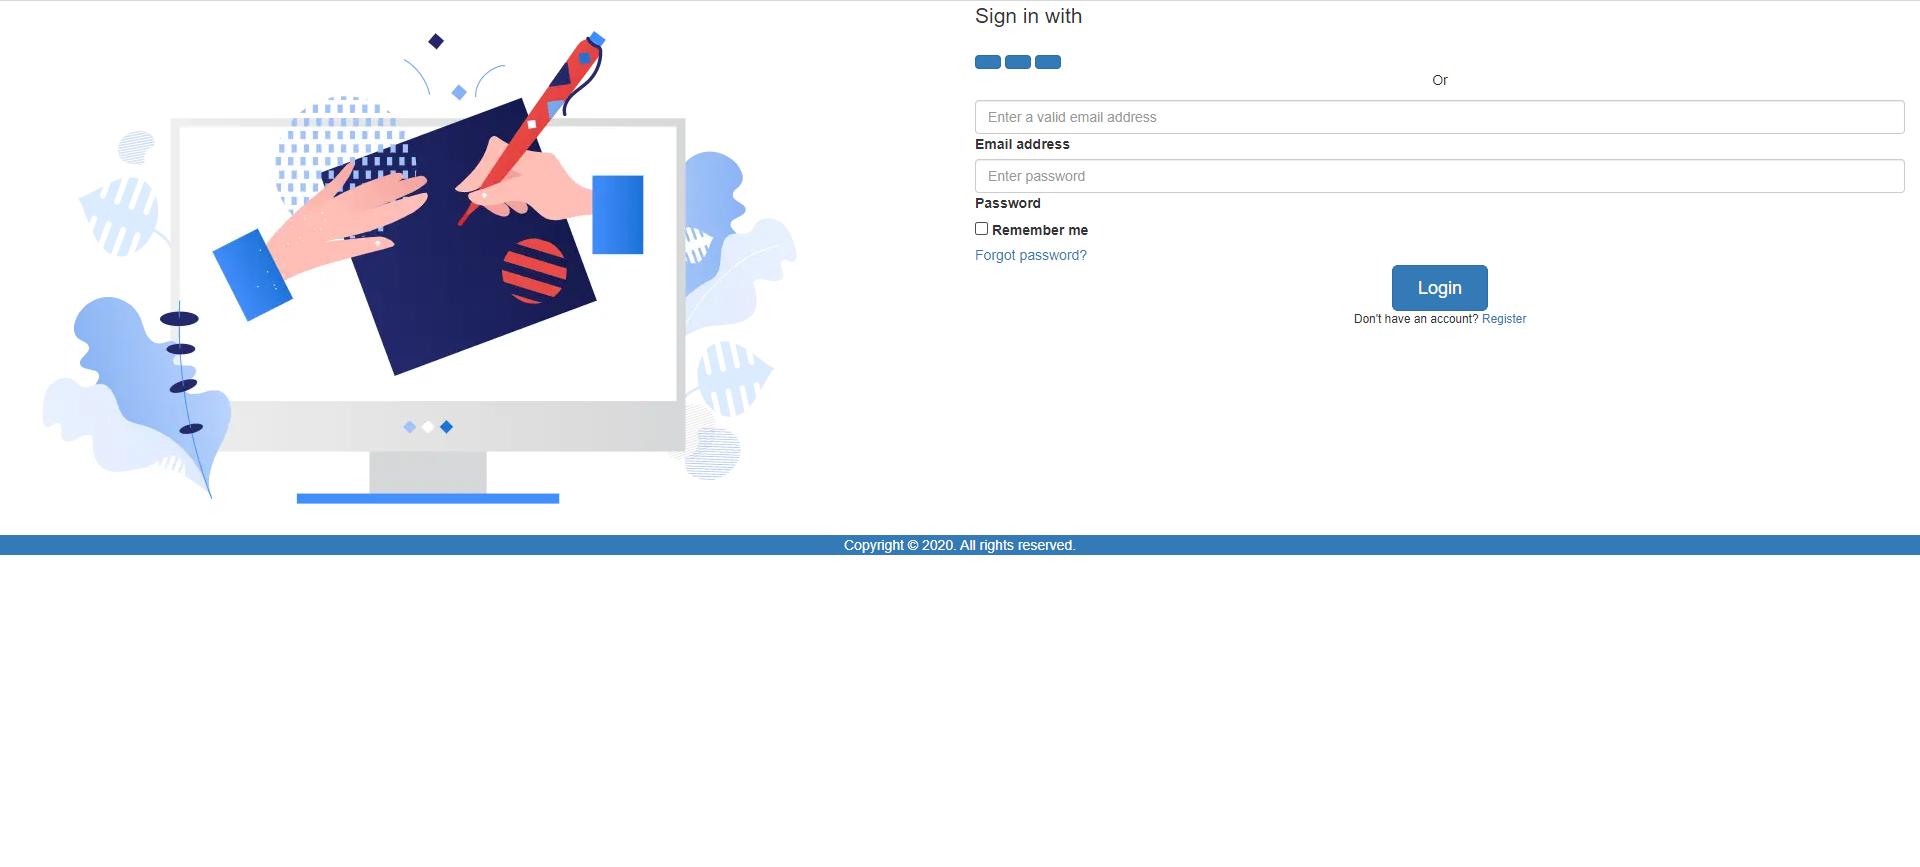 Sign in with
Or
Enter a valid email address
Email address
Enter password
Password
Remember me
Forgot password?
Login
Don't have an account? Register
Copyright © 2020. All rights reserved.